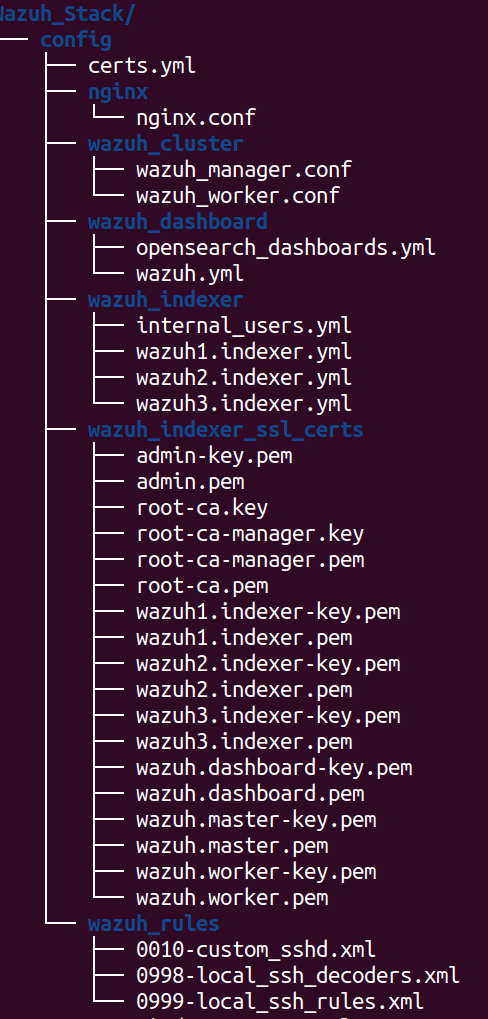 Wazuh_Stack/
config
certs.yml
nginx
nginx.conf
wazuh_cluster
wazuh_manager.conf
wazuh_worker.conf
wazuh_dashboard
opensearch_dashboards.yml
wazuh.yml
wazuh_indexer
internal_users.yml
wazuh1.indexer.yml
wazuh2.indexer.yml
wazuh3.indexer.yml
wazuh_indexer_ssl_certs
admin-key.pem
admin.pem
root-ca.key
root-ca-manager.key
root-ca-manager.pem
root-ca.pem
wazuh1.indexer-key.pem
wazuh1.indexer.pem
wazuh2.indexer-key.pem
wazuh2.indexer.pem
wazuh3.indexer-key.pem
wazuh3.indexer.pem
wazuh.dashboard-key.pem
wazuh.dashboard.pem
wazuh.master-key.pem
wazuh.master.pem
wazuh.worker-key.pem
wazuh.worker.pem
wazuh_rules
0010-custom_sshd.xml
0998-local_ssh_decoders.xml
0999-local_ssh_rules.xml